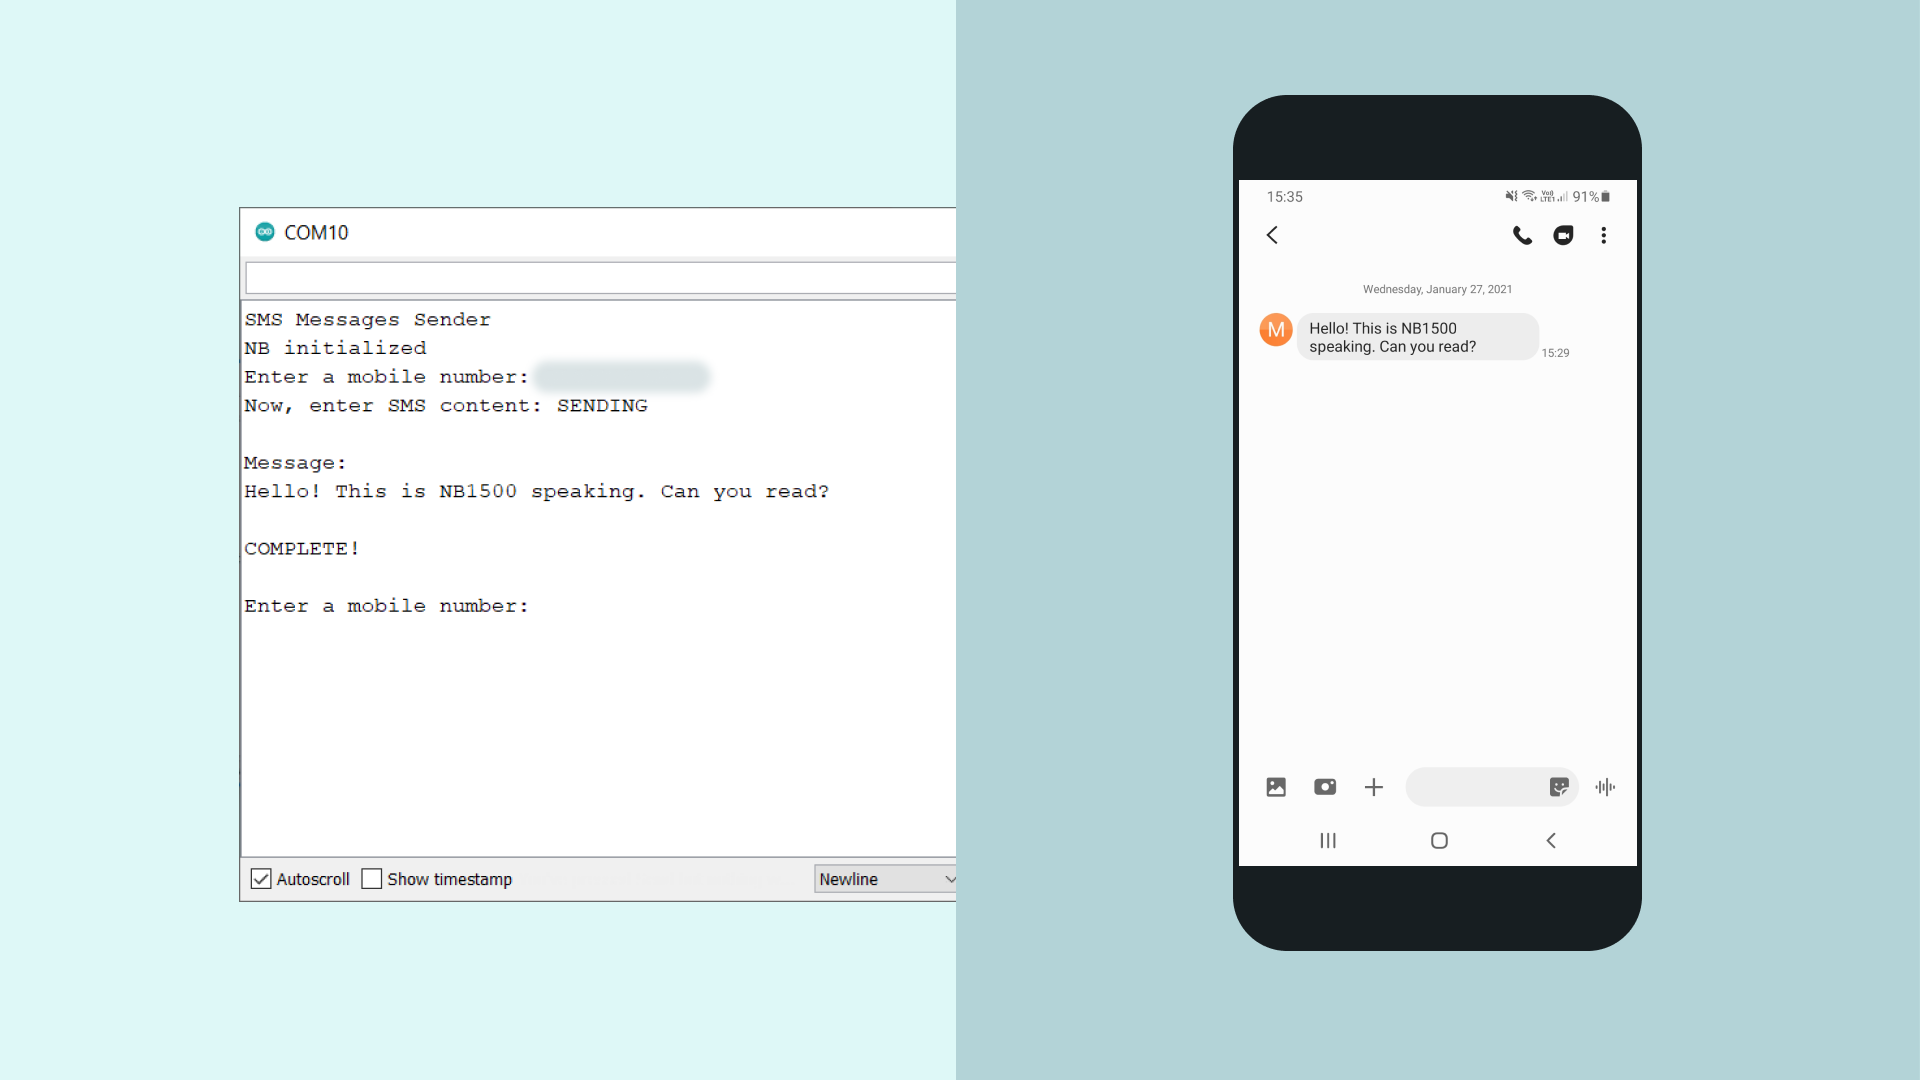 COM10
SMS Messages Sender
NB initialized
Enter a mobile number:
Now, enter SMS content: SENDING
Message:
Hello! This is NB1500 speaking. Can you read?
COMPLETE!
Enter a mobile number:
Autoscroll Show timestamp Newline
15:35 91%
Wednesday, January 27, 2021
M
Hello! This is NB1500
speaking. Can you read?
15:29